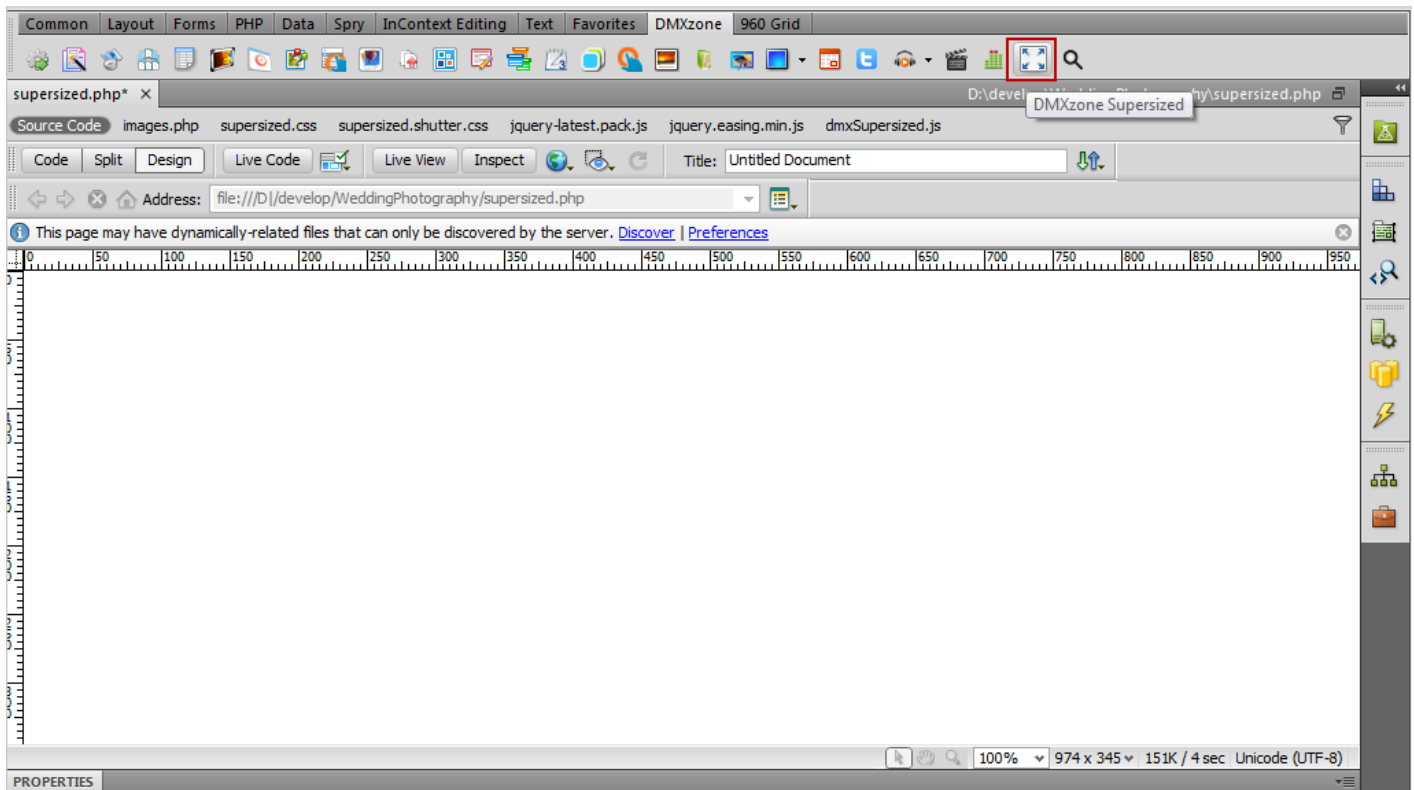 Common Layout Forms PHP Data Spry InContext Editing Text Favorites DMXzone 960 Grid
supersized.php* × D:\devel hy\supersized.php
DMXzone Supersized
Source Code images.php supersized.css supersized.shutter.css jquery-latest.pack.js jquery.easing.min.js dmxSupersized.js
Code Split Design Live Code Live View Inspect Title: Untitled Document
Address: file:///D|/develop/WeddingPhotography/supersized.php
This page may have dynamically-related files that can only be discovered by the server. Discover | Preferences
0 50 100 150 200 250 300 350 400 450 500 550 600 650 700 750 800 850 900 950
100% 974 x 345 151K / 4 sec Unicode (UTF-8)
PROPERTIES